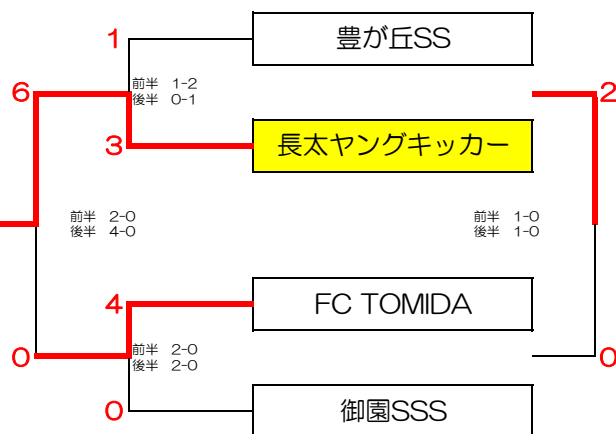 1
豊が丘SS
前半 1-2
後半 0-1
6
2
3
長太ヤングキッカー
前半 2-0
後半 4-0
前半 1-0
後半 1-0
4
FC TOMIDA
前半 2-0
後半 2-0
0
0
0
御園SSS